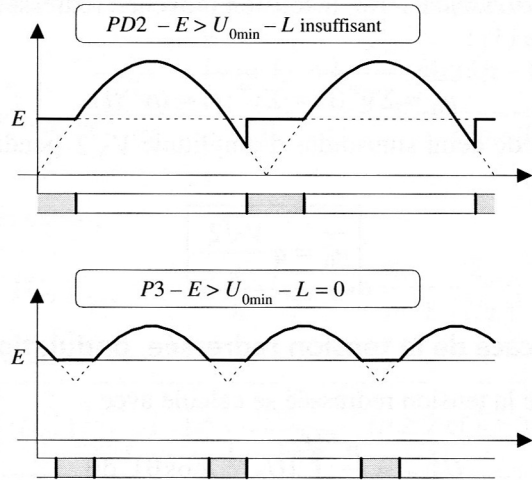 PD2 – E > U0min – L insuffisant
E
P3 – E > U0min – L = 0
E